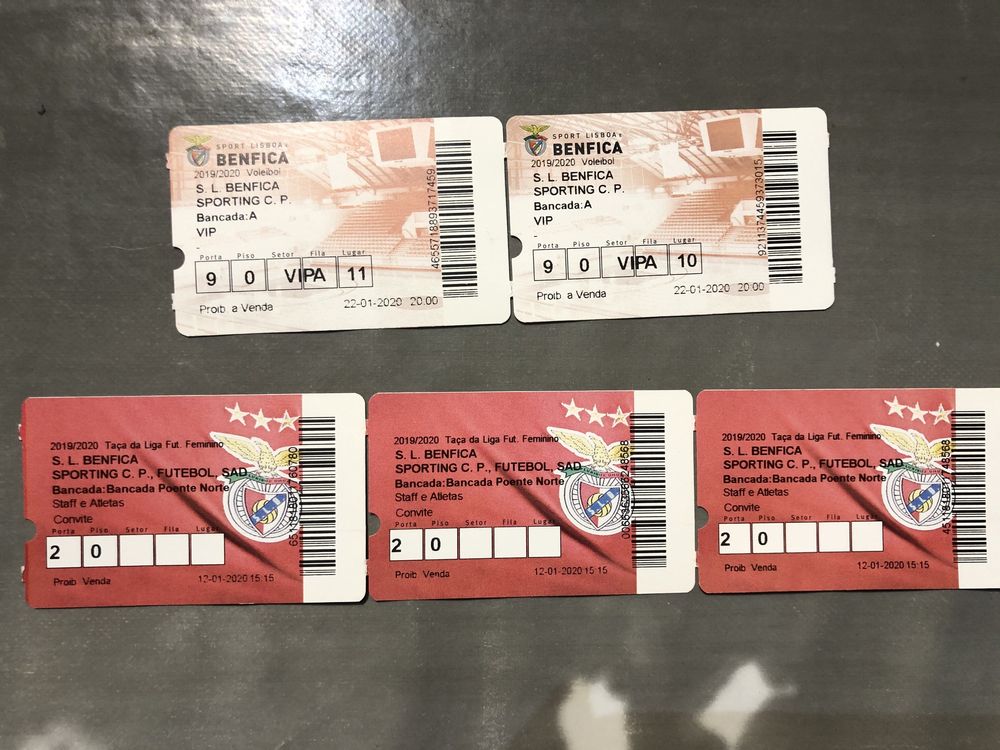 SPORT LISBOA e
BENFICA
2019/2020 Voleibol
S. L. BENFICA
SPORTING C. P.
Bancada:A
VIP
-
Porta Piso Setor Fila Lugar
9 0 VIPA 11
Proib. a Venda
22-01-2020 20:00
4655718893717459
SPORT LISBOA e
BENFICA
2019/2020 Voleibol
S. L. BENFICA
SPORTING C. P.
Bancada:A
VIP
-
Porta Piso Setor Fila Lugar
9 0 VIPA 10
Proib. a Venda
22-01-2020 20:00
9211374459373015
2019/2020 Taça da Liga Fut. Feminino
S. L. BENFICA
SPORTING C. P., FUTEBOL, SAD
Bancada:Bancada Poente Norte
Staff e Atletas
Convite
Porta Piso Setor Fila Lugar
2 0
Proib Venda
12-01-2020 15:15
2019/2020 Taça da Liga Fut. Feminino
S. L. BENFICA
SPORTING C. P., FUTEBOL, SAD
Bancada:Bancada Poente Norte
Staff e Atletas
Convite
Porta Piso Setor Fila Lugar
2 0
Proib Venda
12-01-2020 15:15
2019/2020 Taça da Liga Fut. Feminino
S. L. BENFICA
SPORTING C. P., FUTEBOL, SAD
Bancada:Bancada Poente Norte
Staff e Atletas
Convite
Porta Piso Setor Fila Lugar
2 0
Proib Venda
12-01-2020 15:15